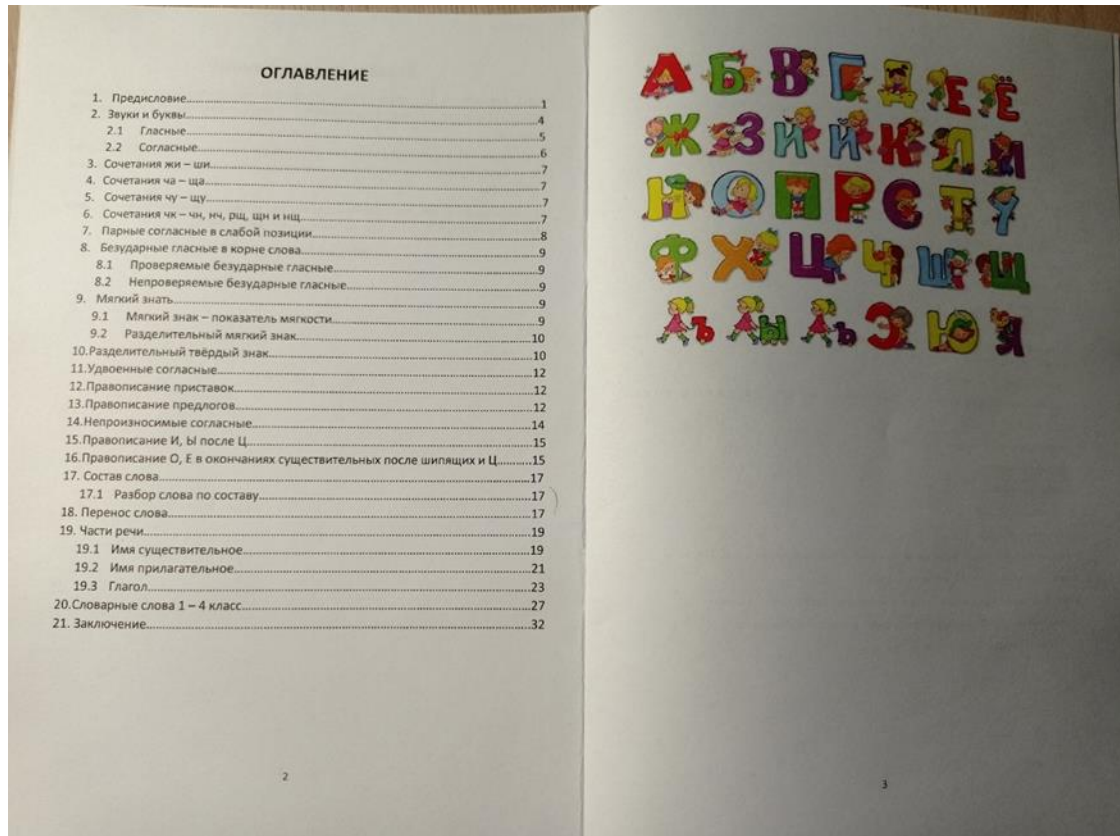 ОГЛАВЛЕНИЕ
1. Предисловие 1
2. Звуки и буквы 4
2.1 Гласные 5
2.2 Согласные 6
3. Сочетания жи – ши 7
4. Сочетания ча – ща 7
5. Сочетания чу – щу 7
6. Сочетания чк – чн, нч, рщ, щн и нщ 7
7. Парные согласные в слабой позиции 8
8. Безударные гласные в корне слова 9
8.1 Проверяемые безударные гласные 9
8.2 Непроверяемые безударные гласные 9
9. Мягкий знать 9
9.1 Мягкий знак – показатель мягкости 9
9.2 Разделительный мягкий знак 10
10.Разделительный твёрдый знак 10
11.Удвоенные согласные 12
12.Правописание приставок 12
13.Правописание предлогов 12
14.Непроизносимые согласные 14
15.Правописание И, Ы после Ц 15
16.Правописание О, Е в окончаниях существительных после шипящих и Ц 15
17. Состав слова 17
17.1 Разбор слова по составу 17
18. Перенос слова 17
19. Части речи 19
19.1 Имя существительное 19
19.2 Имя прилагательное 21
19.3 Глагол 23
20.Словарные слова 1 – 4 класс 27
21. Заключение 32
2
А Б В Г Д Е Ё
Ж З И Й К Л М
Н О П Р С Т У
Ф Х Ц Ч Ш Щ
Ъ Ы Ь Э Ю Я
3